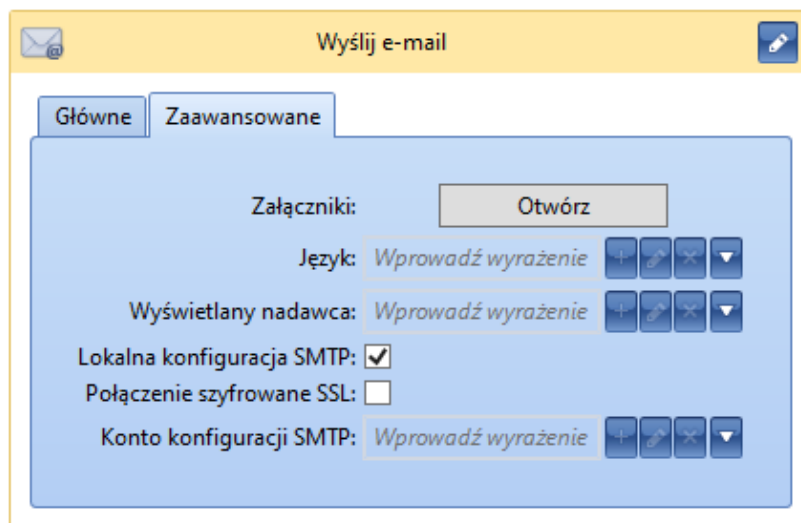 Wyślij e-mail
Główne Zaawansowane
Załączniki: Otwórz
Język: Wprowadź wyrażenie
Wyświetlany nadawca: Wprowadź wyrażenie
Lokalna konfiguracja SMTP:
Połączenie szyfrowane SSL:
Konto konfiguracji SMTP: Wprowadź wyrażenie